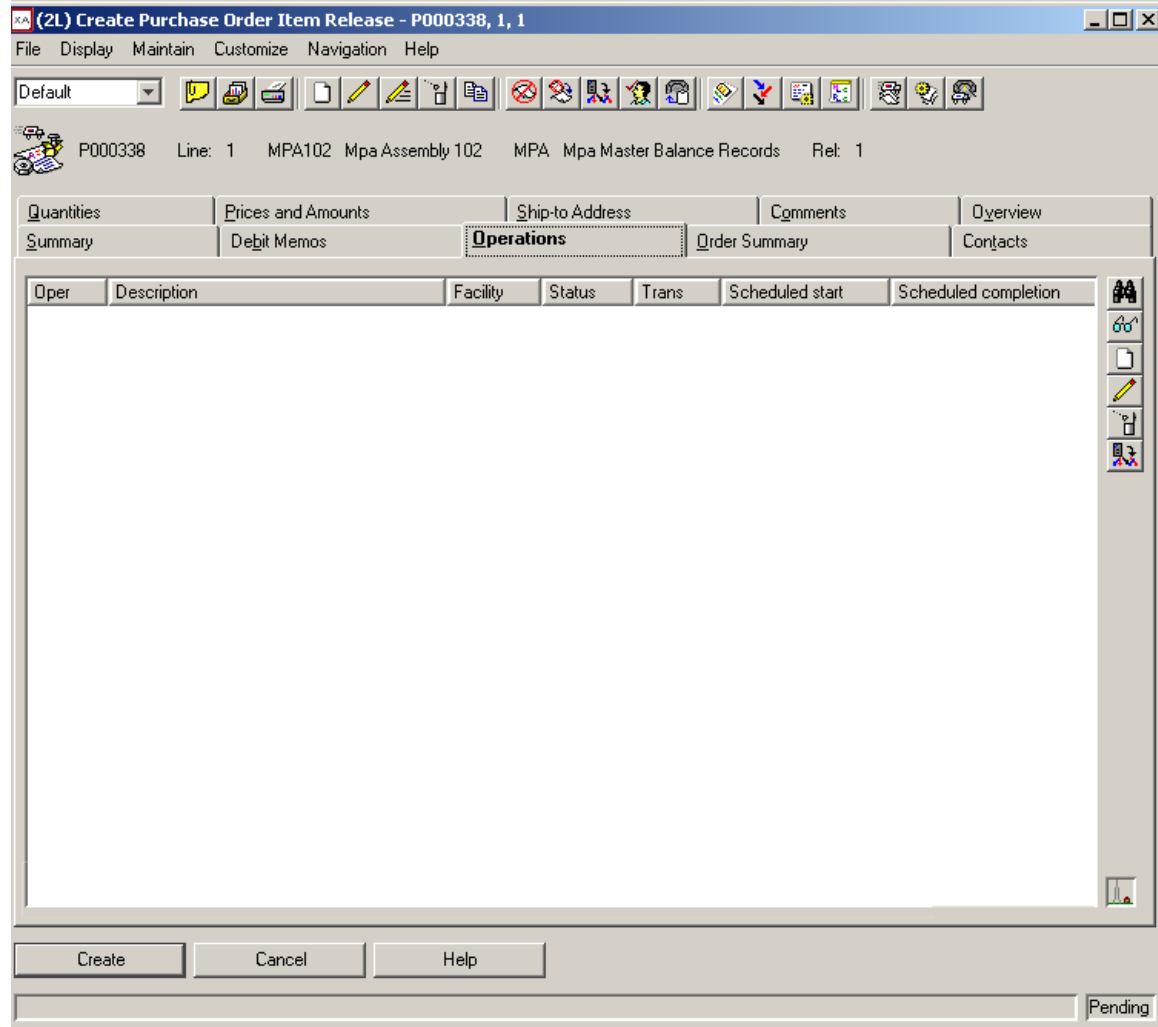 XA (2L) Create Purchase Order Item Release - P000338, 1, 1
File Display Maintain Customize Navigation Help
Default
P000338 Line: 1 MPA102 Mpa Assembly 102 MPA Mpa Master Balance Records Rel: 1
Quantities Prices and Amounts Ship-to Address Comments Overview
Summary Debit Memos Operations Order Summary Contacts
Oper Description Facility Status Trans Scheduled start Scheduled completion
Create Cancel Help
Pending